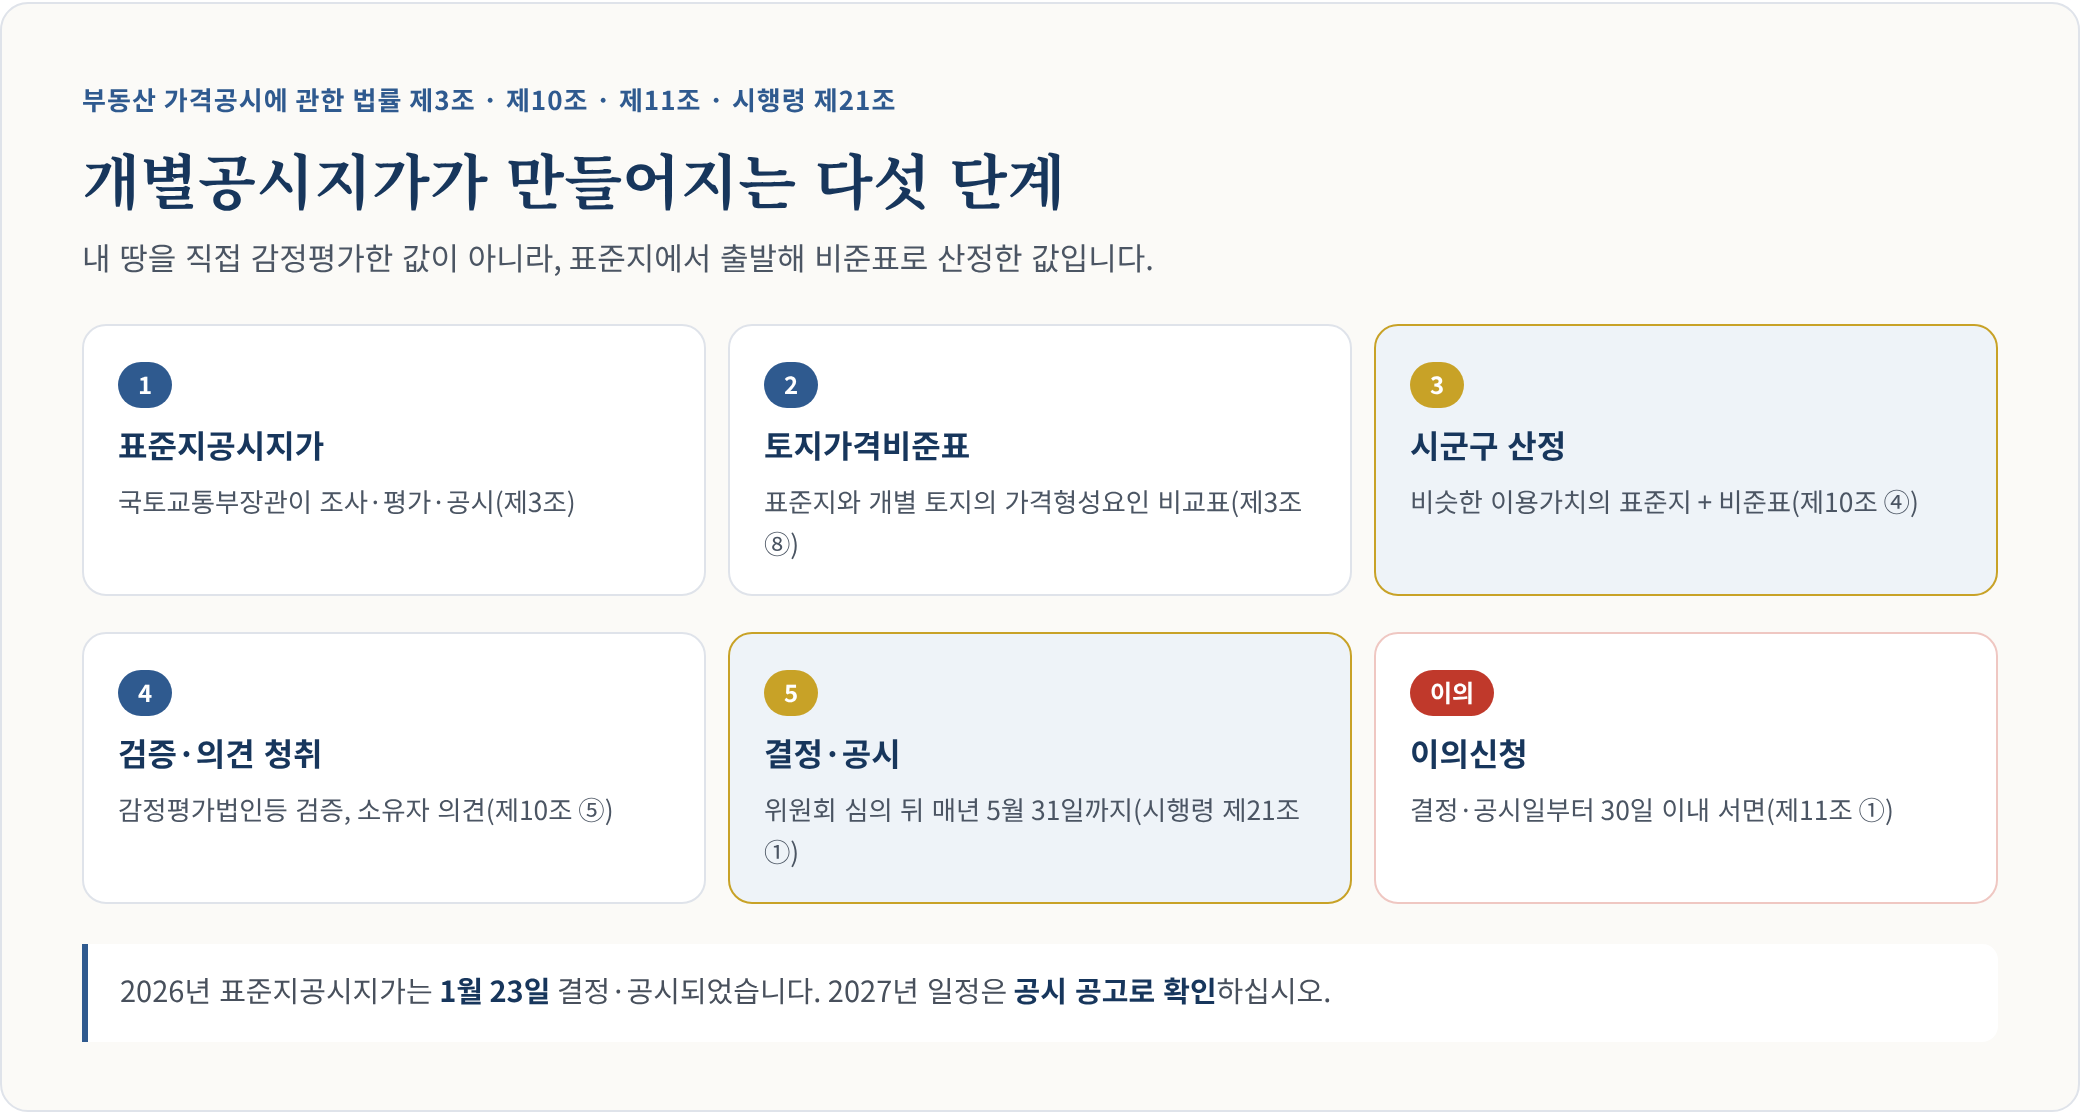 부동산 가격공시에 관한 법률 제3조 · 제10조 · 제11조 · 시행령 제21조
개별공시지가가 만들어지는 다섯 단계
내 땅을 직접 감정평가한 값이 아니라, 표준지에서 출발해 비준표로 산정한 값입니다.
1
표준지공시지가
국토교통부장관이 조사·평가·공시(제3조)
2
토지가격비준표
표준지와 개별 토지의 가격형성요인 비교표(제3조
⑧)
3
시군구 산정
비슷한 이용가치의 표준지 + 비준표(제10조 ④)
4
검증·의견 청취
감정평가법인등 검증, 소유자 의견(제10조 ⑤)
5
결정·공시
위원회 심의 뒤 매년 5월 31일까지(시행령 제21조
①)
이의
이의신청
결정·공시일부터 30일 이내 서면(제11조 ①)
2026년 표준지공시지가는 1월 23일 결정·공시되었습니다. 2027년 일정은 공시 공고로 확인하십시오.